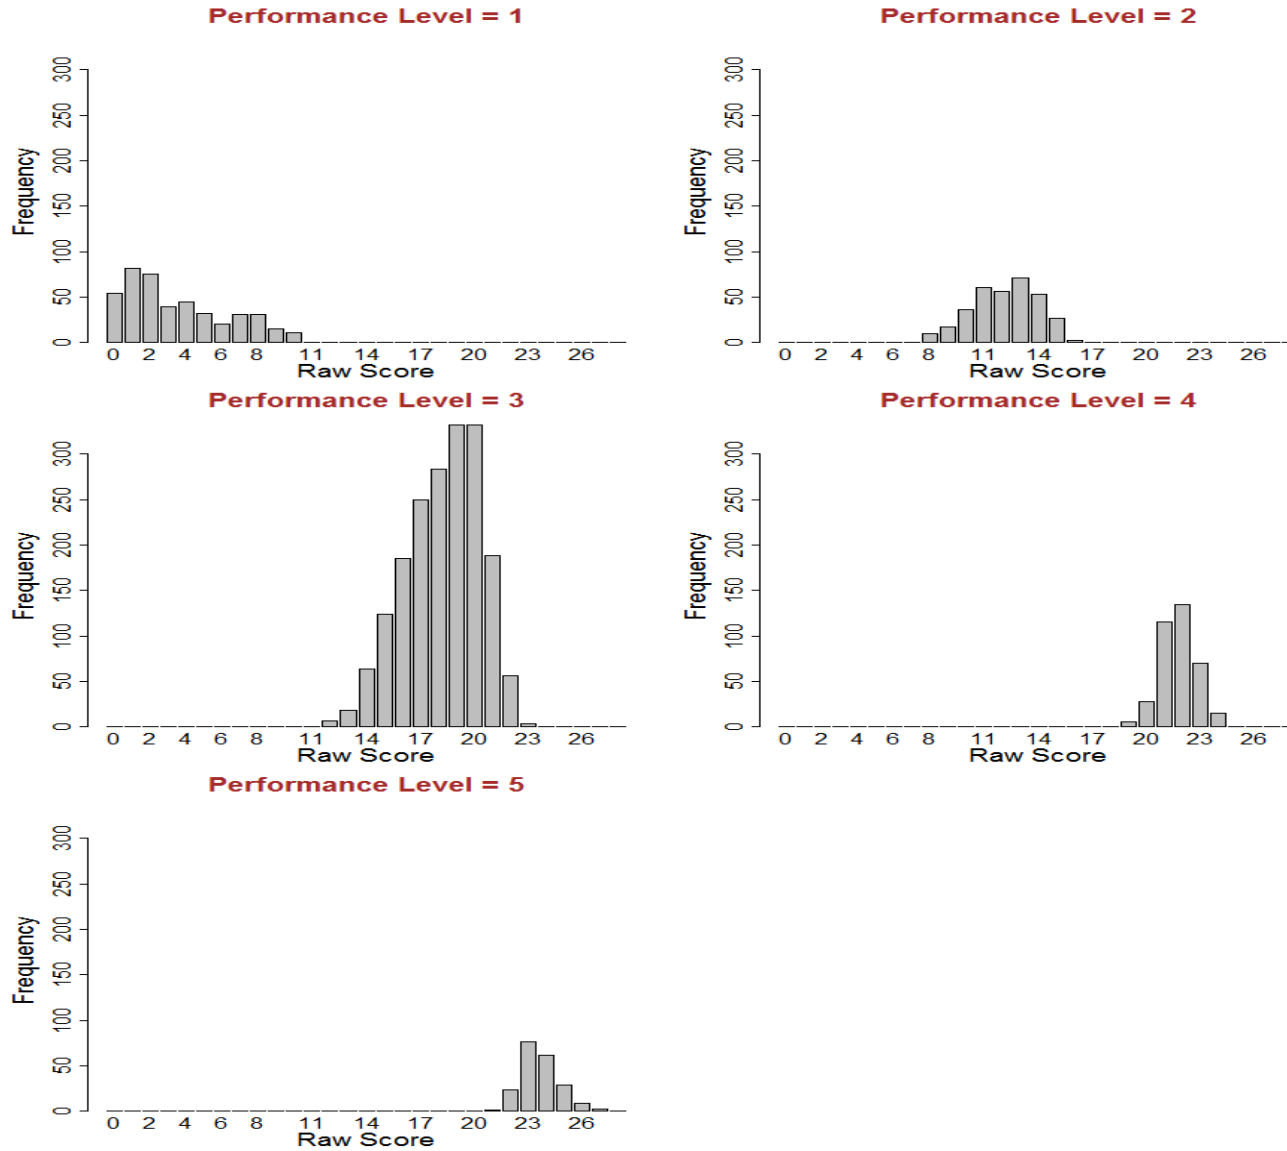 Performance Level = 1
Frequency
300
250
200
150
100
50
0
0 2 4 6 8 11 14 17 20 23 26
Raw Score
Performance Level = 2
Frequency
300
250
200
150
100
50
0
0 2 4 6 8 11 14 17 20 23 26
Raw Score
Performance Level = 3
Frequency
300
250
200
150
100
50
0
0 2 4 6 8 11 14 17 20 23 26
Raw Score
Performance Level = 4
Frequency
300
250
200
150
100
50
0
0 2 4 6 8 11 14 17 20 23 26
Raw Score
Performance Level = 5
Frequency
300
250
200
150
100
50
0
0 2 4 6 8 11 14 17 20 23 26
Raw Score